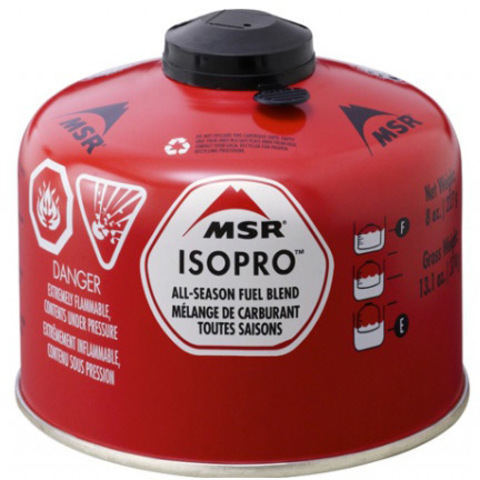 MSR
MSR
DANGER
EXTREMELY FLAMMABLE,
CONTENTS UNDER PRESSURE
EXTRÊMEMENT INFLAMMABLE,
CONTENU SOUS PRESSION
MSR®
ISOPRO™
ALL-SEASON FUEL BLEND
MÉLANGE DE CARBURANT
TOUTES SAISONS
Net Weight
8 oz.
Gross Weight
13.1 oz.
F
E